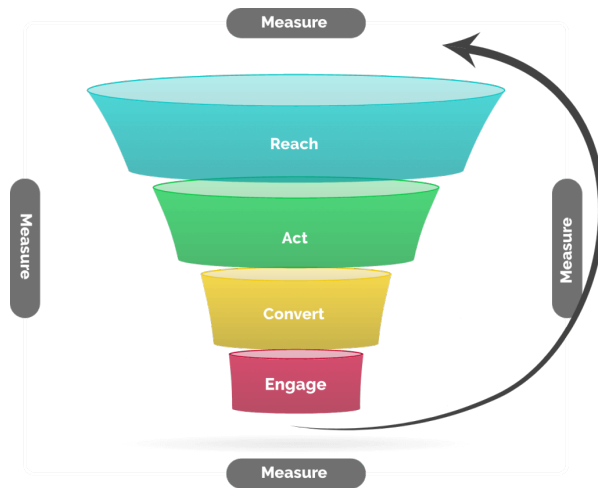 Measure
Reach
Act
Measure
Measure
Convert
Engage
Measure